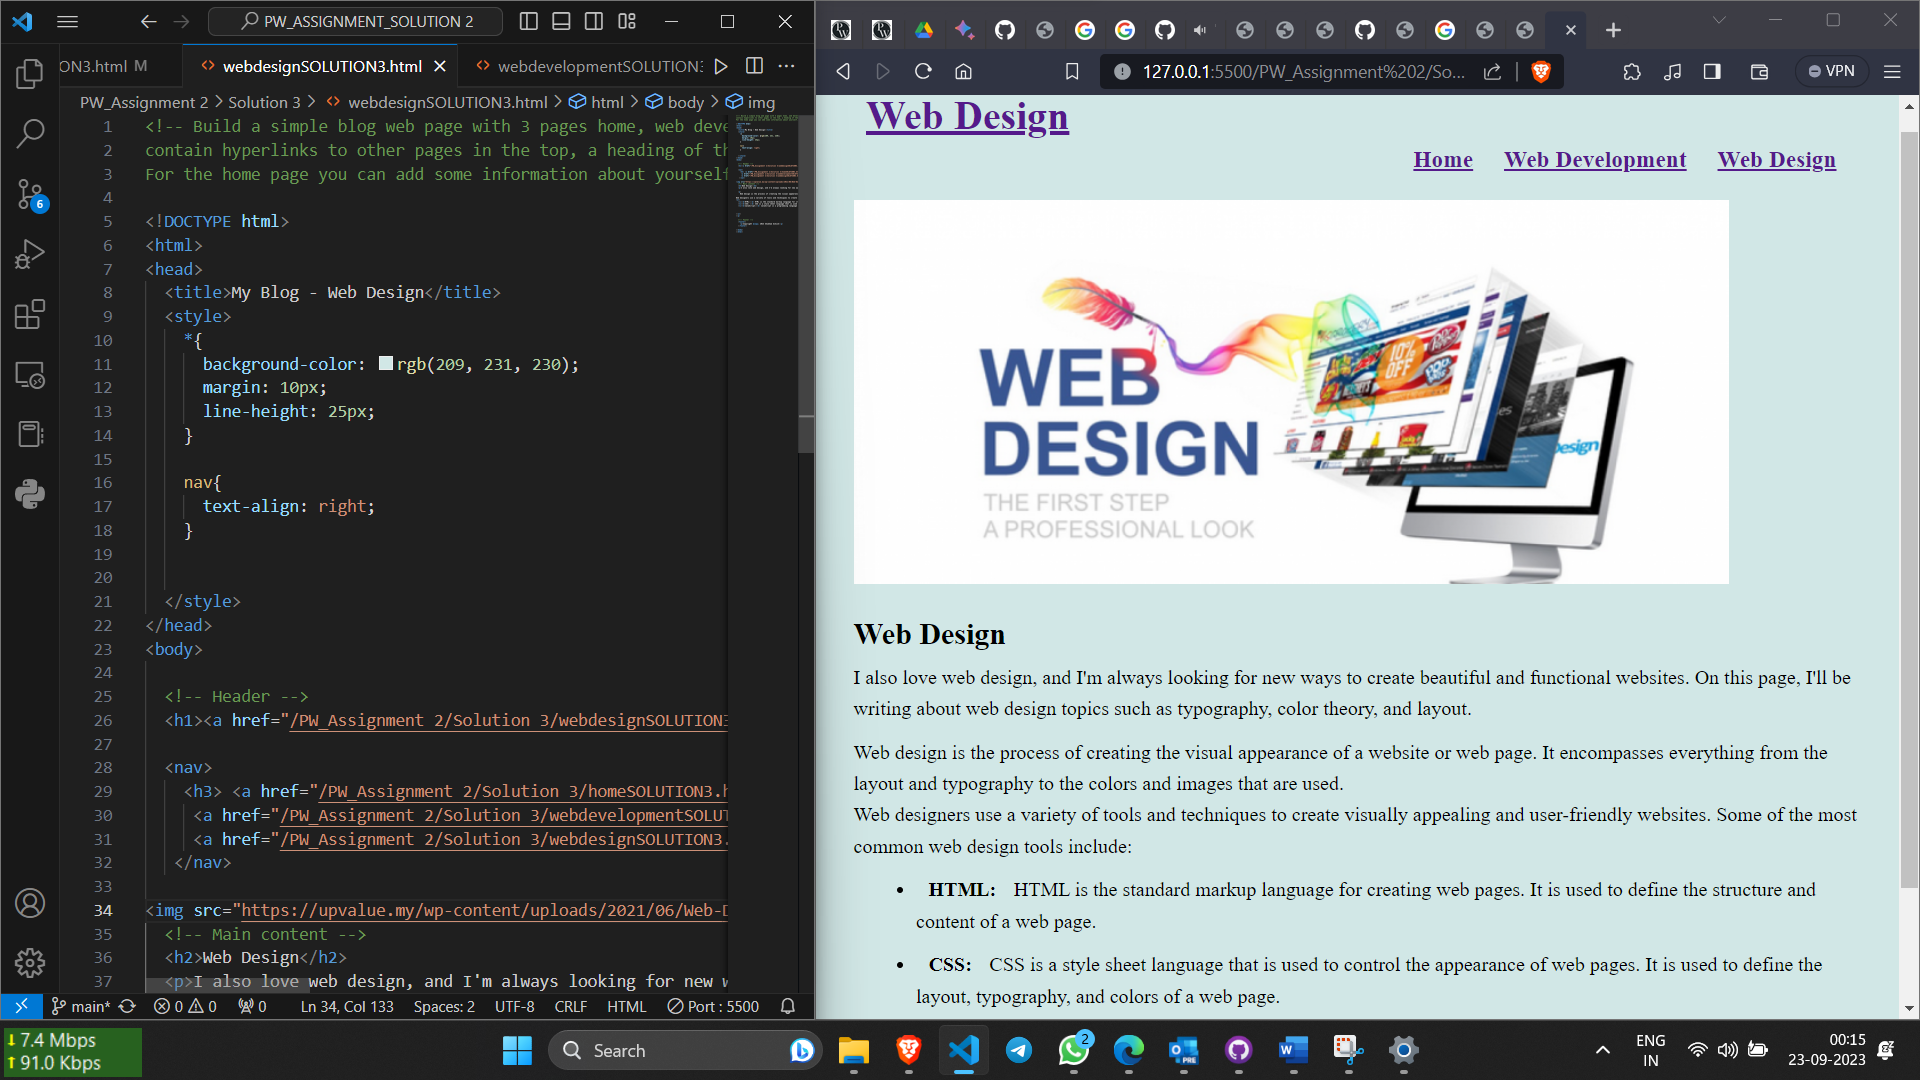 PW_ASSIGNMENT_SOLUTION 2
ON3.html M
webdesignSOLUTION3.html
webdevelopmentSOLUTION3
PW_Assignment 2 > Solution 3 > webdesignSOLUTION3.html > html > body > img
1 <!-- Build a simple blog web page with 3 pages home, web deve
2 contain hyperlinks to other pages in the top, a heading of th
3 For the home page you can add some information about yourself
4
5 <!DOCTYPE html>
6 <html>
7 <head>
8 <title>My Blog - Web Design</title>
9 <style>
10 *{
11 background-color: rgb(209, 231, 230);
12 margin: 10px;
13 line-height: 25px;
14 }
15
16 nav{
17 text-align: right;
18 }
19
20
21 </style>
22 </head>
23 <body>
24
25 <!-- Header -->
26 <h1><a href="/PW_Assignment 2/Solution 3/webdesignSOLUTION3
27
28 <nav>
29 <h3> <a href="/PW_Assignment 2/Solution 3/homeSOLUTION3.h
30 <a href="/PW_Assignment 2/Solution 3/webdevelopmentSOLUT
31 <a href="/PW_Assignment 2/Solution 3/webdesignSOLUTION3.
32 </nav>
33
34 <img src="https://upvalue.my/wp-content/uploads/2021/06/Web-D
35 <!-- Main content -->
36 <h2>Web Design</h2>
37 <p>I also love web design, and I'm always looking for new w
6
main* 0 0 0 Ln 34, Col 133 Spaces: 2 UTF-8 CRLF HTML Port : 5500
127.0.0.1:5500/PW_Assignment%202/So...
VPN
Web Design
Home Web Development Web Design
WEB
DESIGN
THE FIRST STEP
A PROFESSIONAL LOOK
10%
OFF
Design
Web Design
I also love web design, and I'm always looking for new ways to create beautiful and functional websites. On this page, I'll be
writing about web design topics such as typography, color theory, and layout.
Web design is the process of creating the visual appearance of a website or web page. It encompasses everything from the
layout and typography to the colors and images that are used.
Web designers use a variety of tools and techniques to create visually appealing and user-friendly websites. Some of the most
common web design tools include:
• HTML: HTML is the standard markup language for creating web pages. It is used to define the structure and
content of a web page.
• CSS: CSS is a style sheet language that is used to control the appearance of web pages. It is used to define the
layout, typography, and colors of a web page.
7.4 Mbps
91.0 Kbps
Search
2
PRE
ENG
IN
00:15
23-09-2023